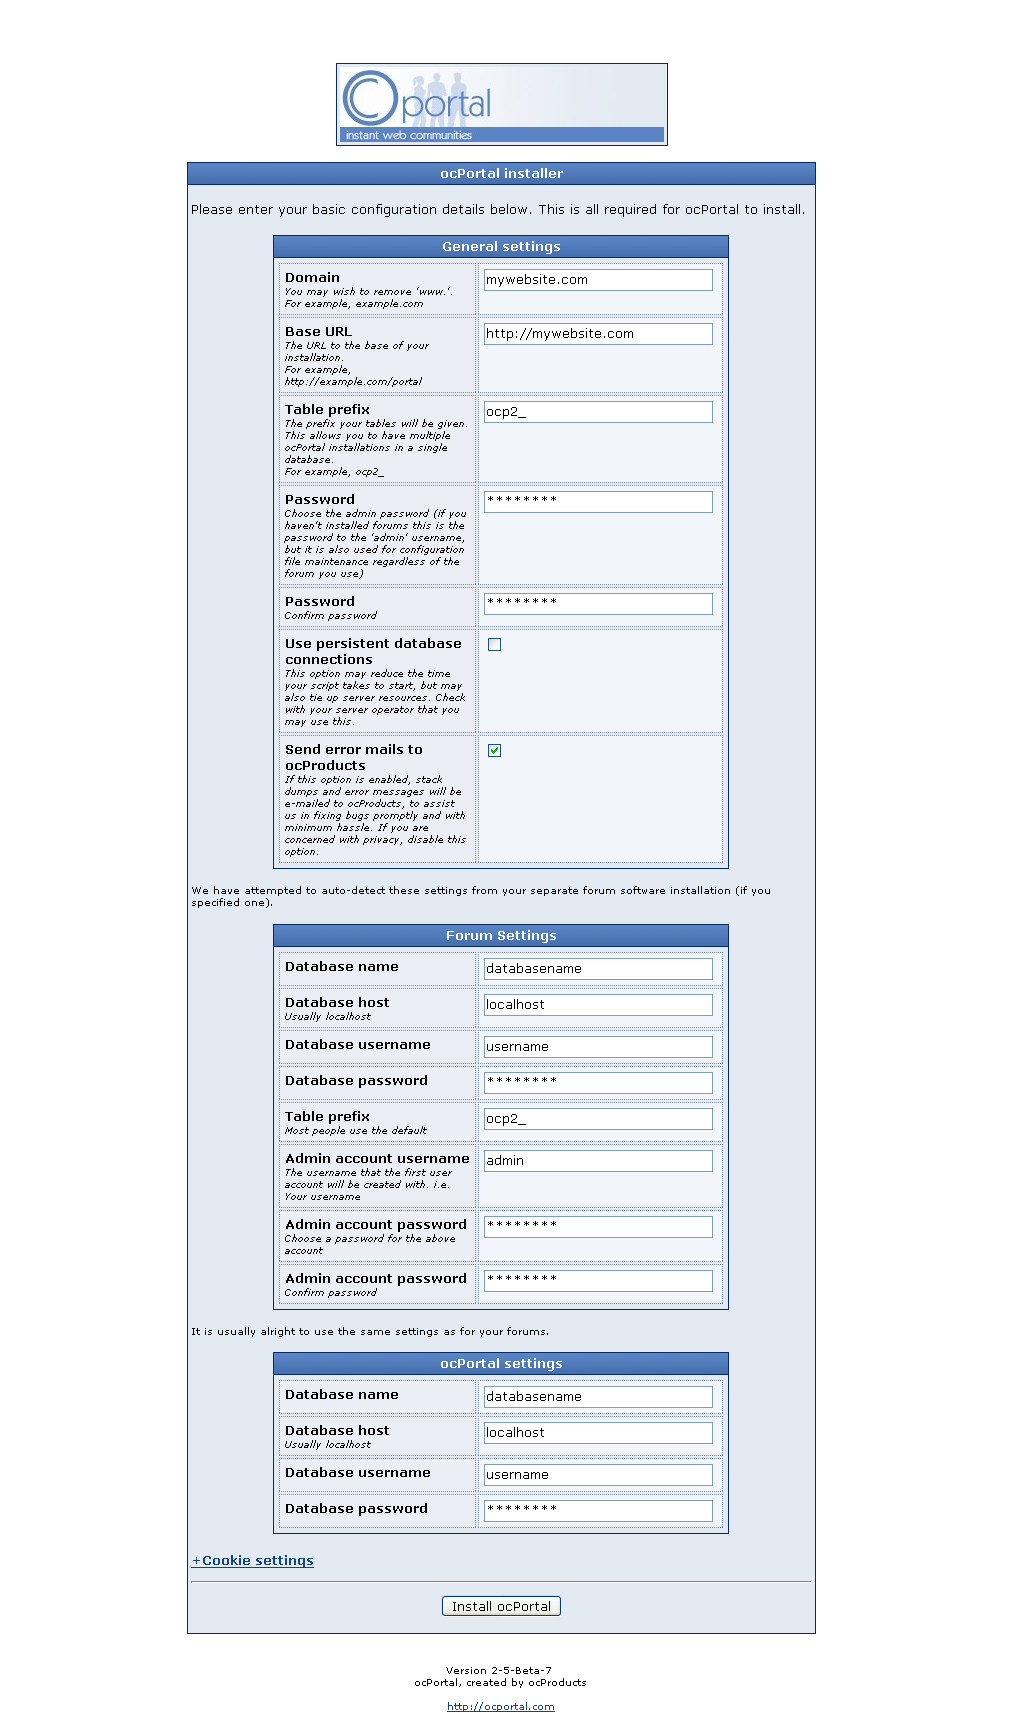 ocportal
instant web communities
ocPortal installer
Please enter your basic configuration details below. This is all required for ocPortal to install.
General settings
Domain
You may wish to remove 'www.'.
For example, example.com
mywebsite.com
Base URL
The URL to the base of your
installation.
For example,
http://example.com/portal
http://mywebsite.com
Table prefix
The prefix your tables will be given.
This allows you to have multiple
ocPortal installations in a single
database.
For example, ocp2_
ocp2_
Password
Choose the admin password (if you
haven't installed forums this is the
password to the 'admin' username,
but it is also used for configuration
file maintenance regardless of the
forum you use)
********
Password
Confirm password
********
Use persistent database
connections
This option may reduce the time
your script takes to start, but may
also tie up server resources. Check
with your server operator that you
may use this.
Send error mails to
ocProducts
If this option is enabled, stack
dumps and error messages will be
e-mailed to ocProducts, to assist
us in fixing bugs promptly and with
minimum hassle. If you are
concerned with privacy, disable this
option.
We have attempted to auto-detect these settings from your separate forum software installation (if you
specified one).
Forum Settings
Database name
databasename
Database host
Usually localhost
localhost
Database username
username
Database password
********
Table prefix
Most people use the default
ocp2_
Admin account username
The username that the first user
account will be created with. i.e.
Your username
admin
Admin account password
Choose a password for the above
account
********
Admin account password
Confirm password
********
It is usually alright to use the same settings as for your forums.
ocPortal settings
Database name
databasename
Database host
Usually localhost
localhost
Database username
username
Database password
********
+Cookie settings
Install ocPortal
Version 2-5-Beta-7
ocPortal, created by ocProducts
http://ocportal.com